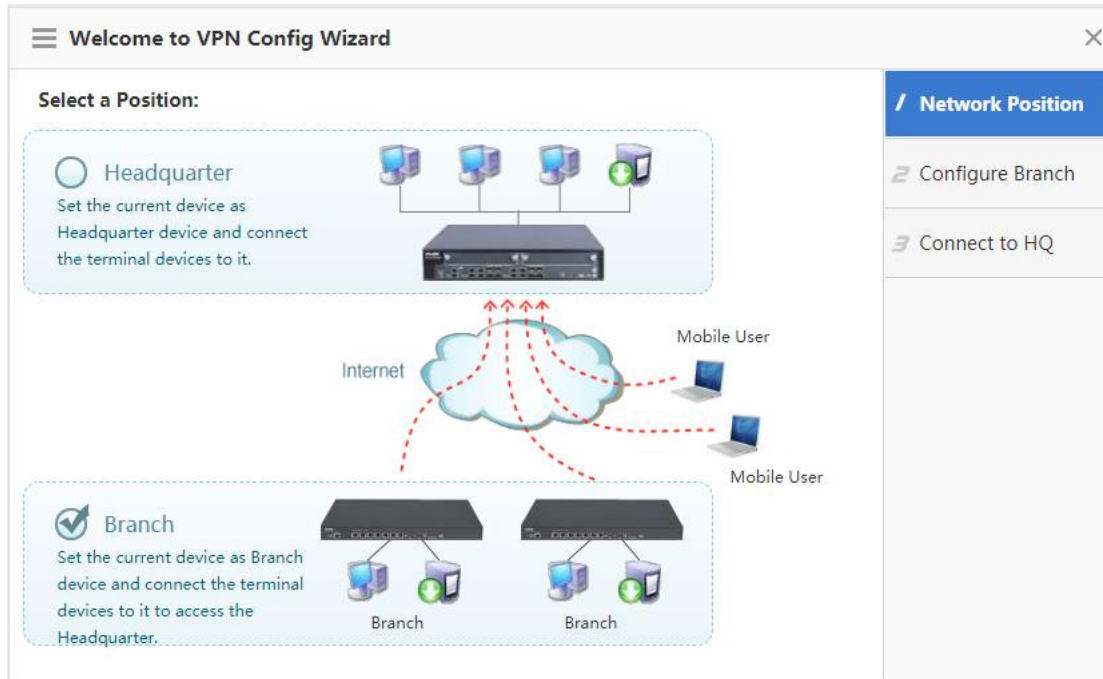 Welcome to VPN Config Wizard
Select a Position:
Headquarter
Set the current device as
Headquarter device and connect
the terminal devices to it.
Internet
Mobile User
Mobile User
Branch
Set the current device as Branch
device and connect the terminal
devices to it to access the
Headquarter.
Branch
Branch
1 Network Position
2 Configure Branch
3 Connect to HQ